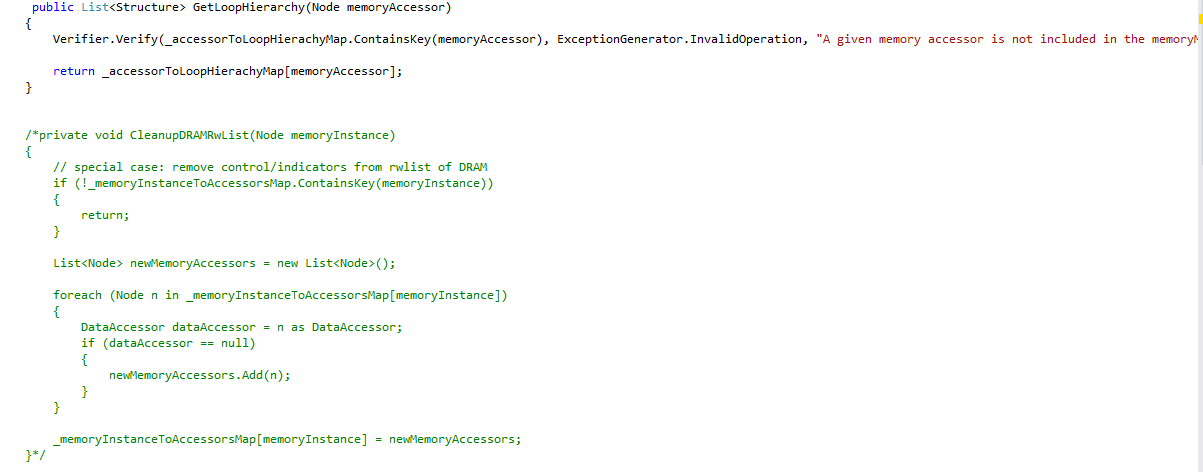 public List<Structure> GetLoopHierarchy(Node memoryAccessor)
{
Verifier.Verify(_accessorToLoopHierachyMap.ContainsKey(memoryAccessor), ExceptionGenerator.InvalidOperation, "A given memory accessor is not included in the memory
return _accessorToLoopHierachyMap[memoryAccessor];
}
/*private void CleanupDRAMRwList(Node memoryInstance)
{
// special case: remove control/indicators from rwlist of DRAM
if (!_memoryInstanceToAccessorsMap.ContainsKey(memoryInstance))
{
return;
}
List<Node> newMemoryAccessors = new List<Node>();
foreach (Node n in _memoryInstanceToAccessorsMap[memoryInstance])
{
DataAccessor dataAccessor = n as DataAccessor;
if (dataAccessor == null)
{
newMemoryAccessors.Add(n);
}
}
_memoryInstanceToAccessorsMap[memoryInstance] = newMemoryAccessors;
}*/